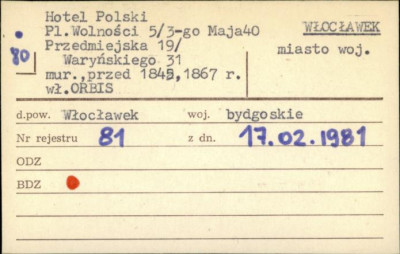 Hotel Polski
Pl.Wolności 5/3-go Maja40
Przedmiejska 19/
Waryńskiego 31
mur.,przed 1845,1867 r.
wł.ORBIS
WŁOCŁAWEK
miasto woj.
80
d.pow. Włocławek woj. bydgoskie
Nr rejestru 81 z dn. 17.02.1981
ODZ
BDZ